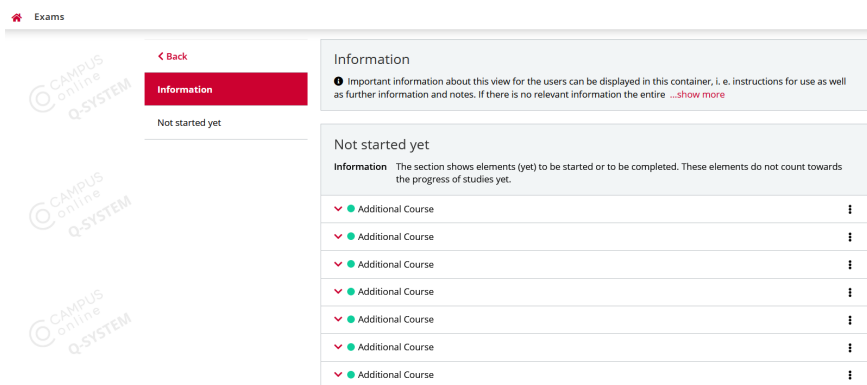 Exams
Back
Information
Not started yet
CAMPUS
online
Q-SYSTEM
CAMPUS
online
Q-SYSTEM
CAMPUS
online
Q-SYSTEM
Information
Important information about this view for the users can be displayed in this container, i. e. instructions for use as well
as further information and notes. If there is no relevant information the entire ...show more
Not started yet
Information The section shows elements (yet) to be started or to be completed. These elements do not count towards
the progress of studies yet.
Additional Course
Additional Course
Additional Course
Additional Course
Additional Course
Additional Course
Additional Course